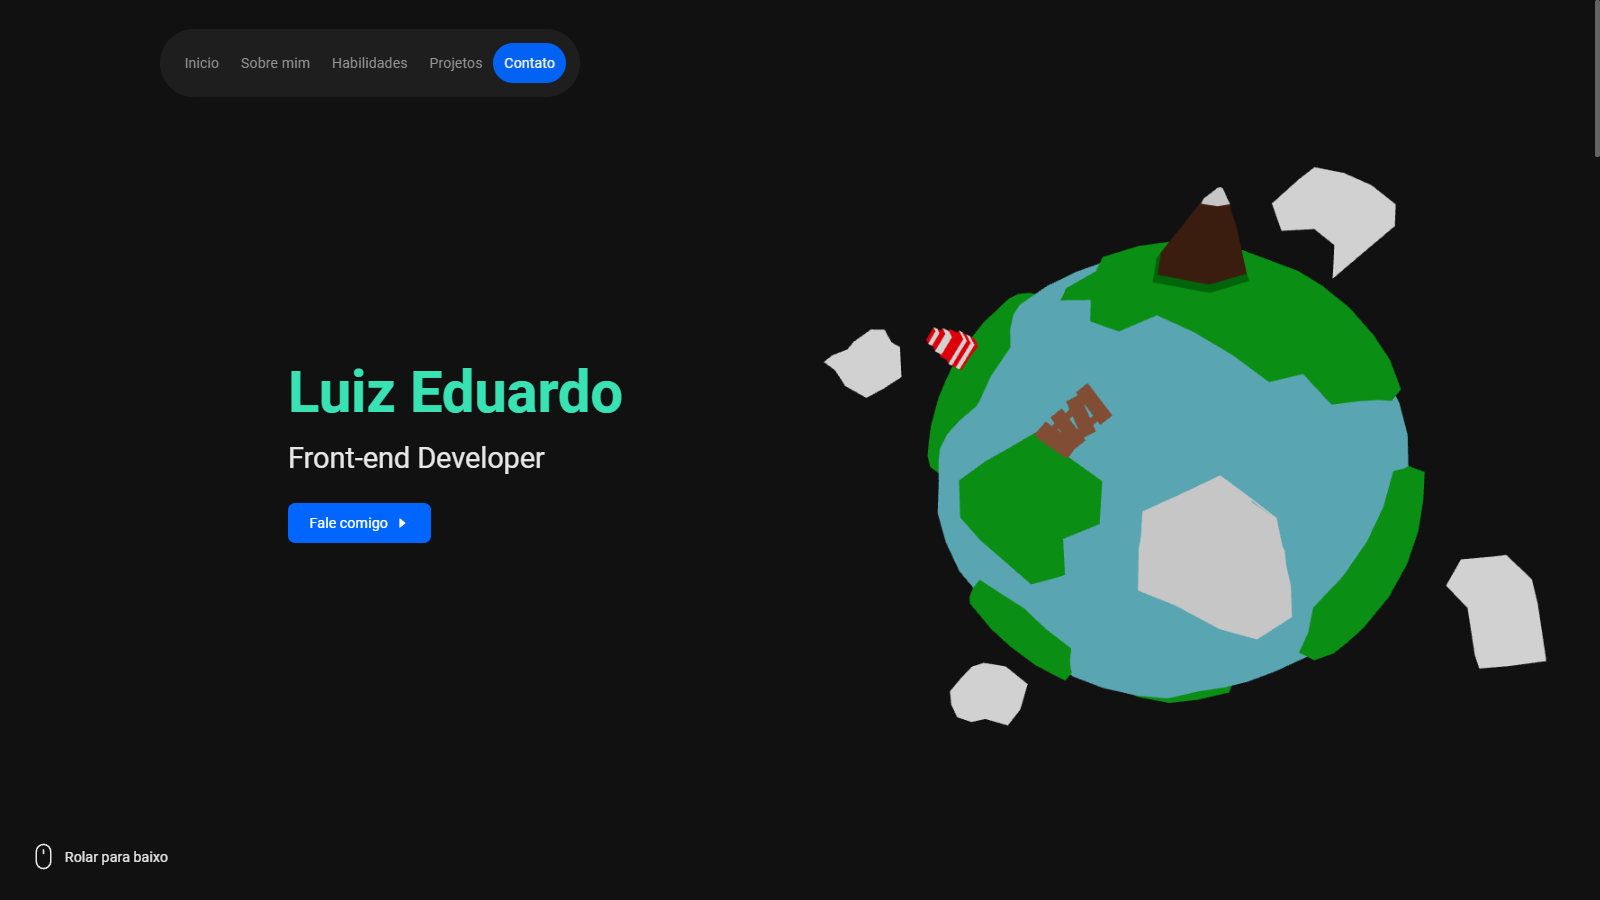 Inicio Sobre mim Habilidades Projetos Contato
Luiz Eduardo
Front-end Developer
Fale comigo
Rolar para baixo